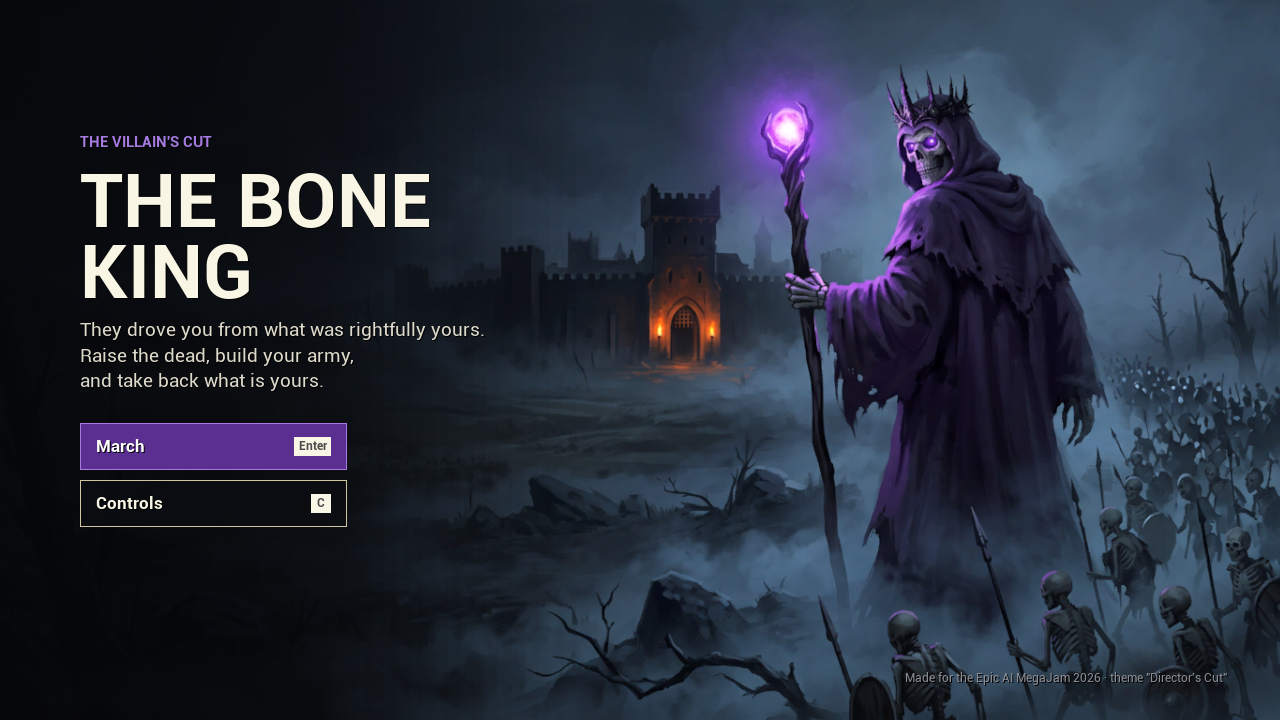 THE VILLAIN'S CUT
THE BONE
KING
They drove you from what was rightfully yours.
Raise the dead, build your army,
and take back what is yours.
March Enter
Controls C
Made for the Epic AI MegaJam 2026 - theme "Director's Cut"